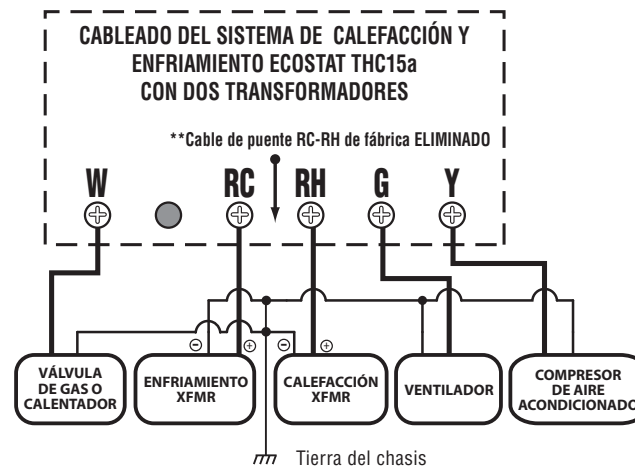 CABLEADO DEL SISTEMA DE CALEFACCIÓN Y
ENFRIAMIENTO ECOSTAT THC15a
CON DOS TRANSFORMADORES
**Cable de puente RC-RH de fábrica ELIMINADO
W RC RH G Y
⊖ ⊕ ⊖ ⊕
VÁLVULA
DE GAS O
CALENTADOR
ENFRIAMIENTO
XFMR
CALEFACCIÓN
XFMR
VENTILADOR
COMPRESOR
DE AIRE
ACONDICIONADO
Tierra del chasis